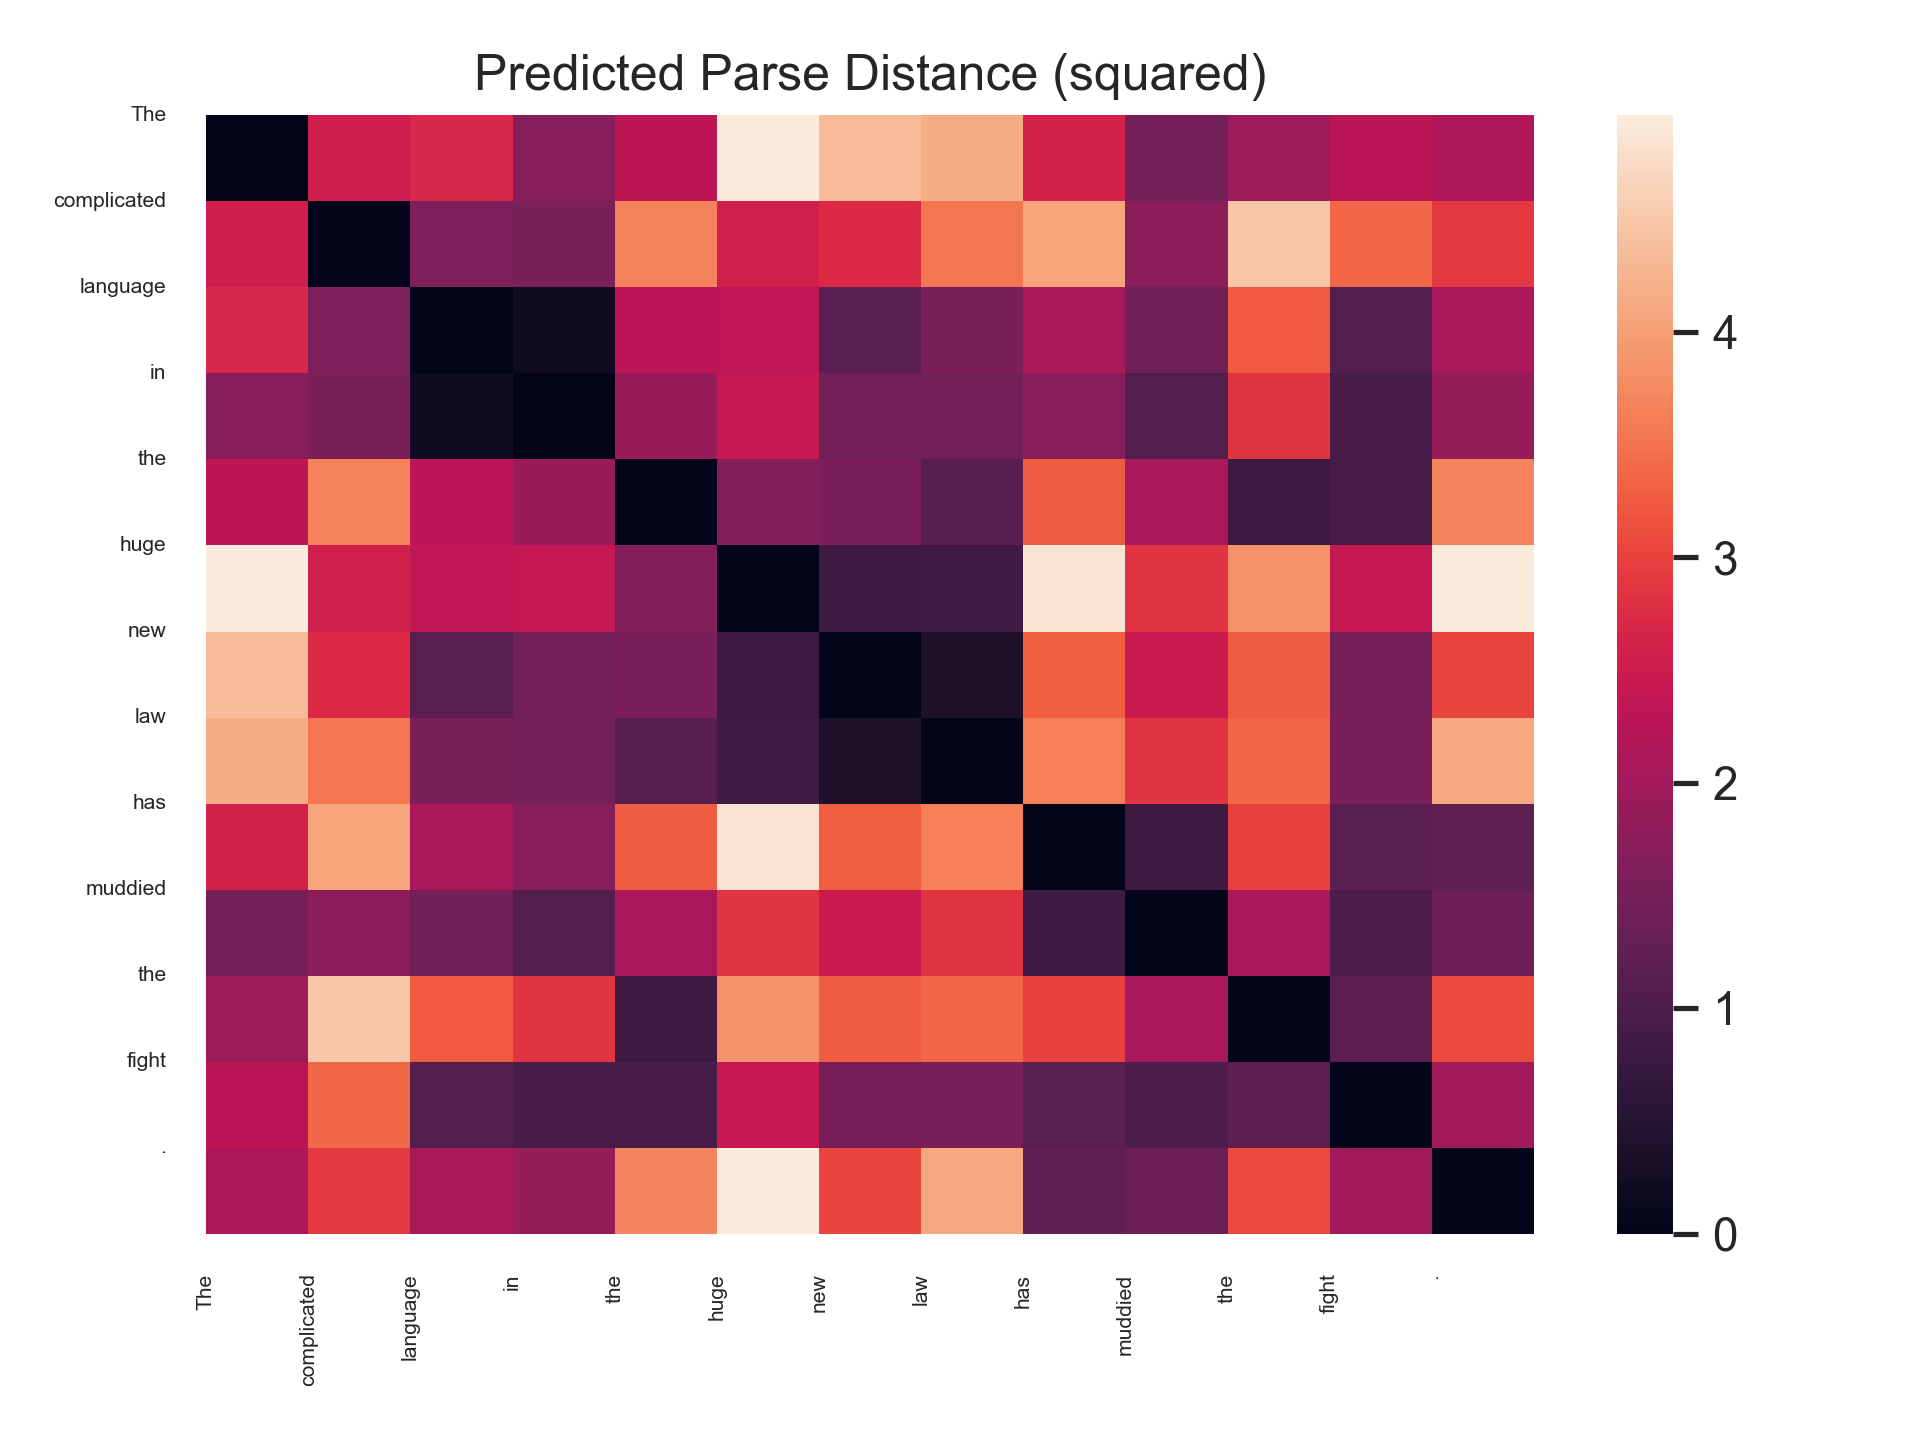 Predicted Parse Distance (squared)
The
complicated
language
in
the
huge
new
law
has
muddied
the
fight
.
4
3
2
1
0
The
complicated
language
in
the
huge
new
law
has
muddied
the
fight
.